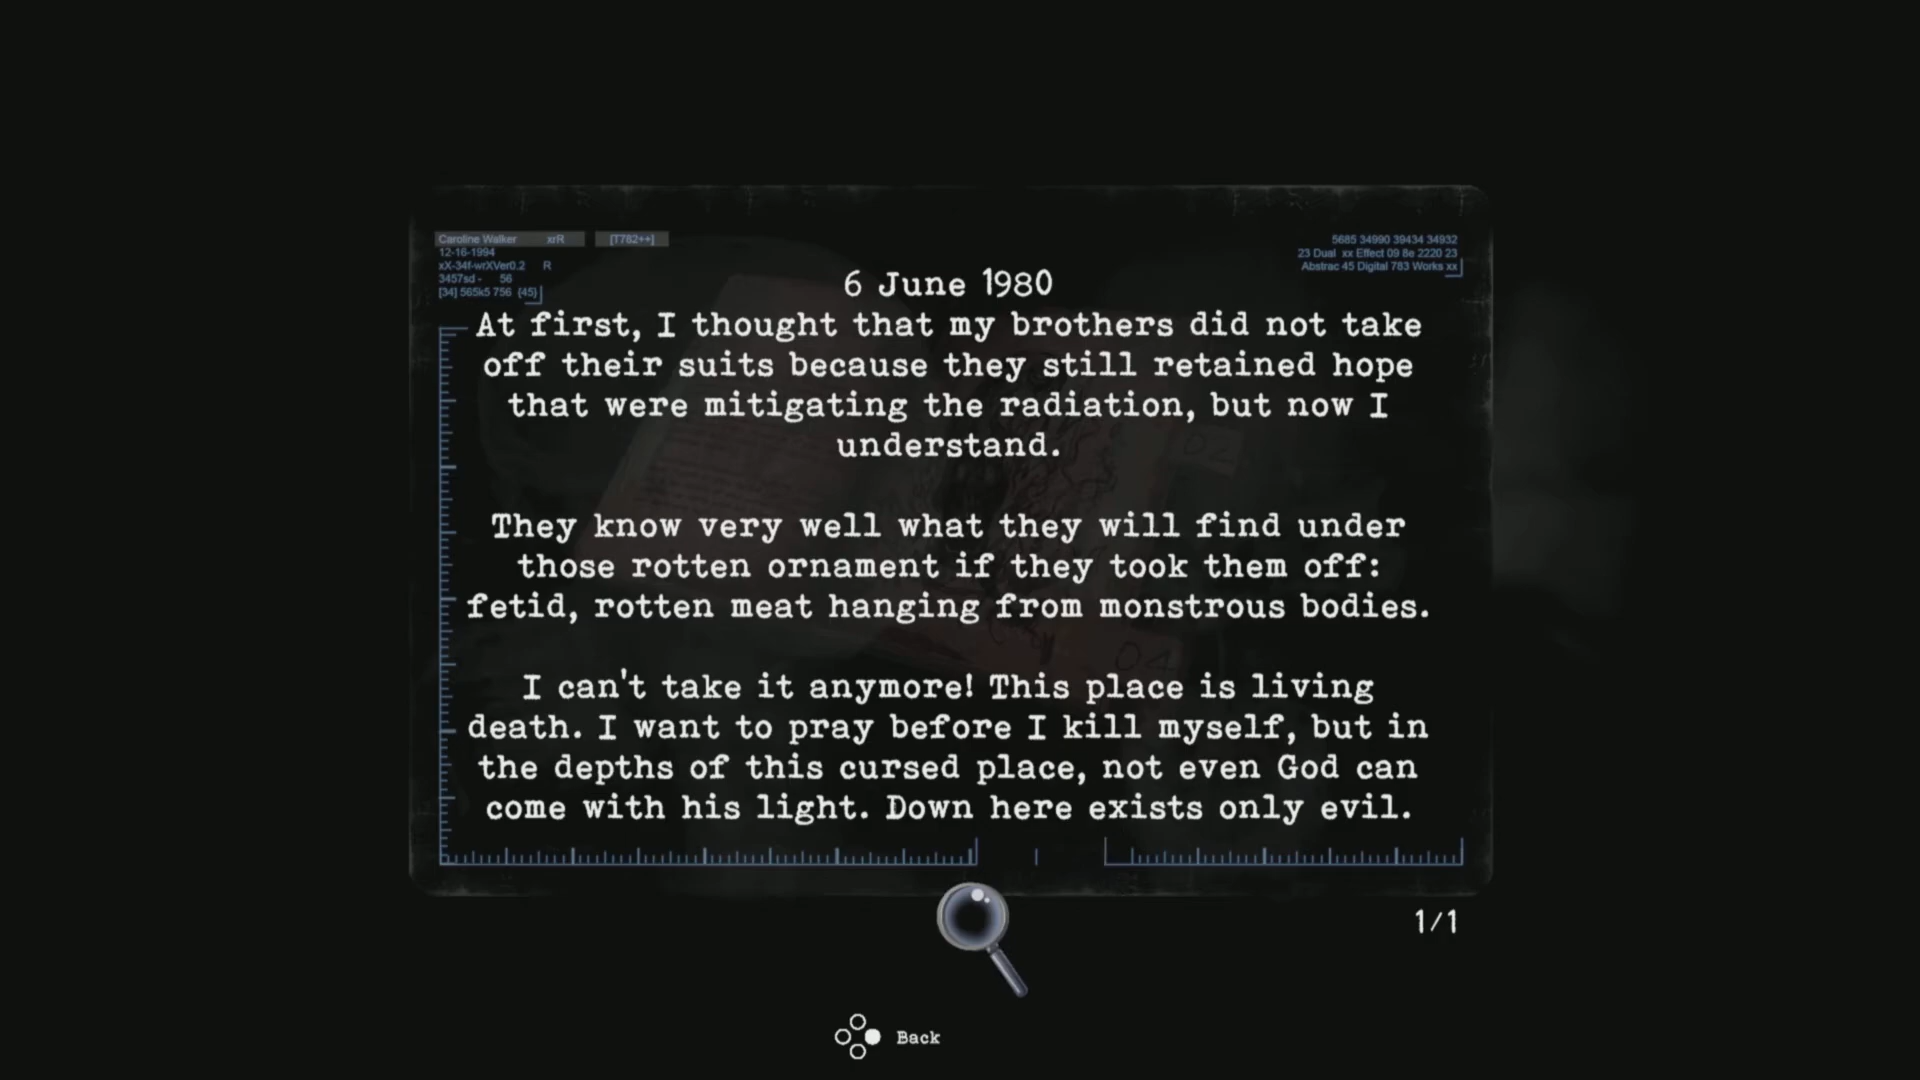 Caroline Walker xrR [T782++]
12-16-1994
xX-34f-wrXVer0.2 R
3457sd - 56
[34] 565k5 756 {45}
5685 34990 39434 34932
23 Dual xx Effect 09 8e 2220 23
Abstrac 45 Digital 783 Works xx
6 June 1980
At first, I thought that my brothers did not take
off their suits because they still retained hope
that were mitigating the radiation, but now I
understand.
They know very well what they will find under
those rotten ornament if they took them off:
fetid, rotten meat hanging from monstrous bodies.
I can't take it anymore! This place is living
death. I want to pray before I kill myself, but in
the depths of this cursed place, not even God can
come with his light. Down here exists only evil.
02
04
1/1
Back